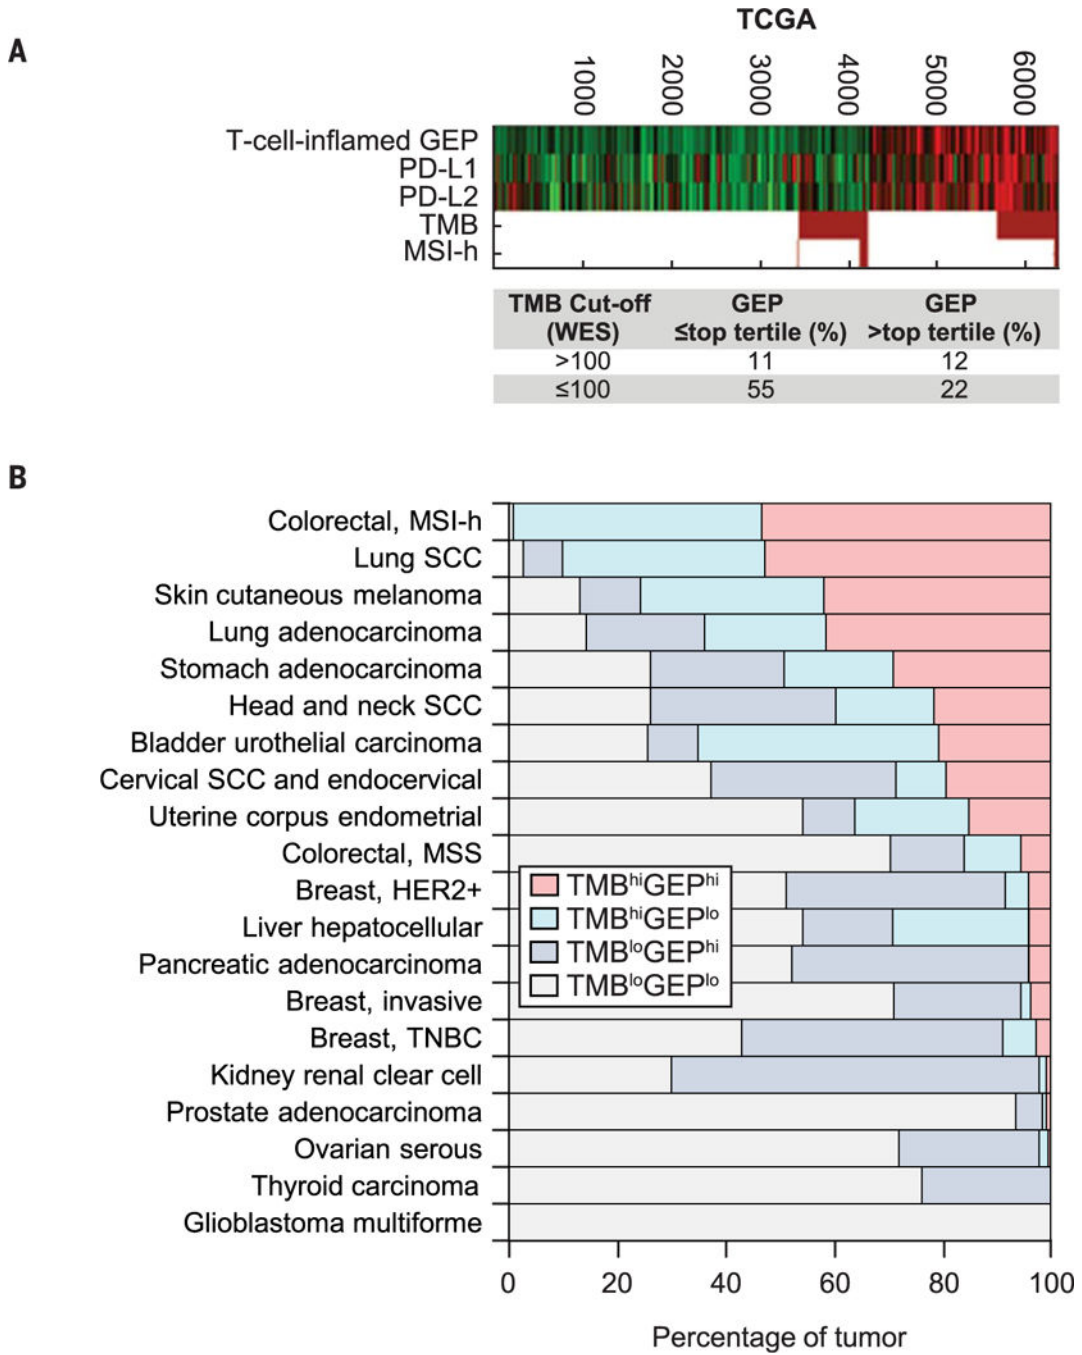 A
TCGA
1000 2000 3000 4000 5000 6000
T-cell-inflamed GEP
PD-L1
PD-L2
TMB
MSI-h
TMB Cut-off GEP GEP
(WES) ≤top tertile (%) >top tertile (%)
>100 11 12
≤100 55 22
B
Colorectal, MSI-h
Lung SCC
Skin cutaneous melanoma
Lung adenocarcinoma
Stomach adenocarcinoma
Head and neck SCC
Bladder urothelial carcinoma
Cervical SCC and endocervical
Uterine corpus endometrial
Colorectal, MSS
Breast, HER2+
Liver hepatocellular
Pancreatic adenocarcinoma
Breast, invasive
Breast, TNBC
Kidney renal clear cell
Prostate adenocarcinoma
Ovarian serous
Thyroid carcinoma
Glioblastoma multiforme
TMBhiGEPhi
TMBhiGEPlo
TMBloGEPhi
TMBloGEPlo
0 20 40 60 80 100
Percentage of tumor